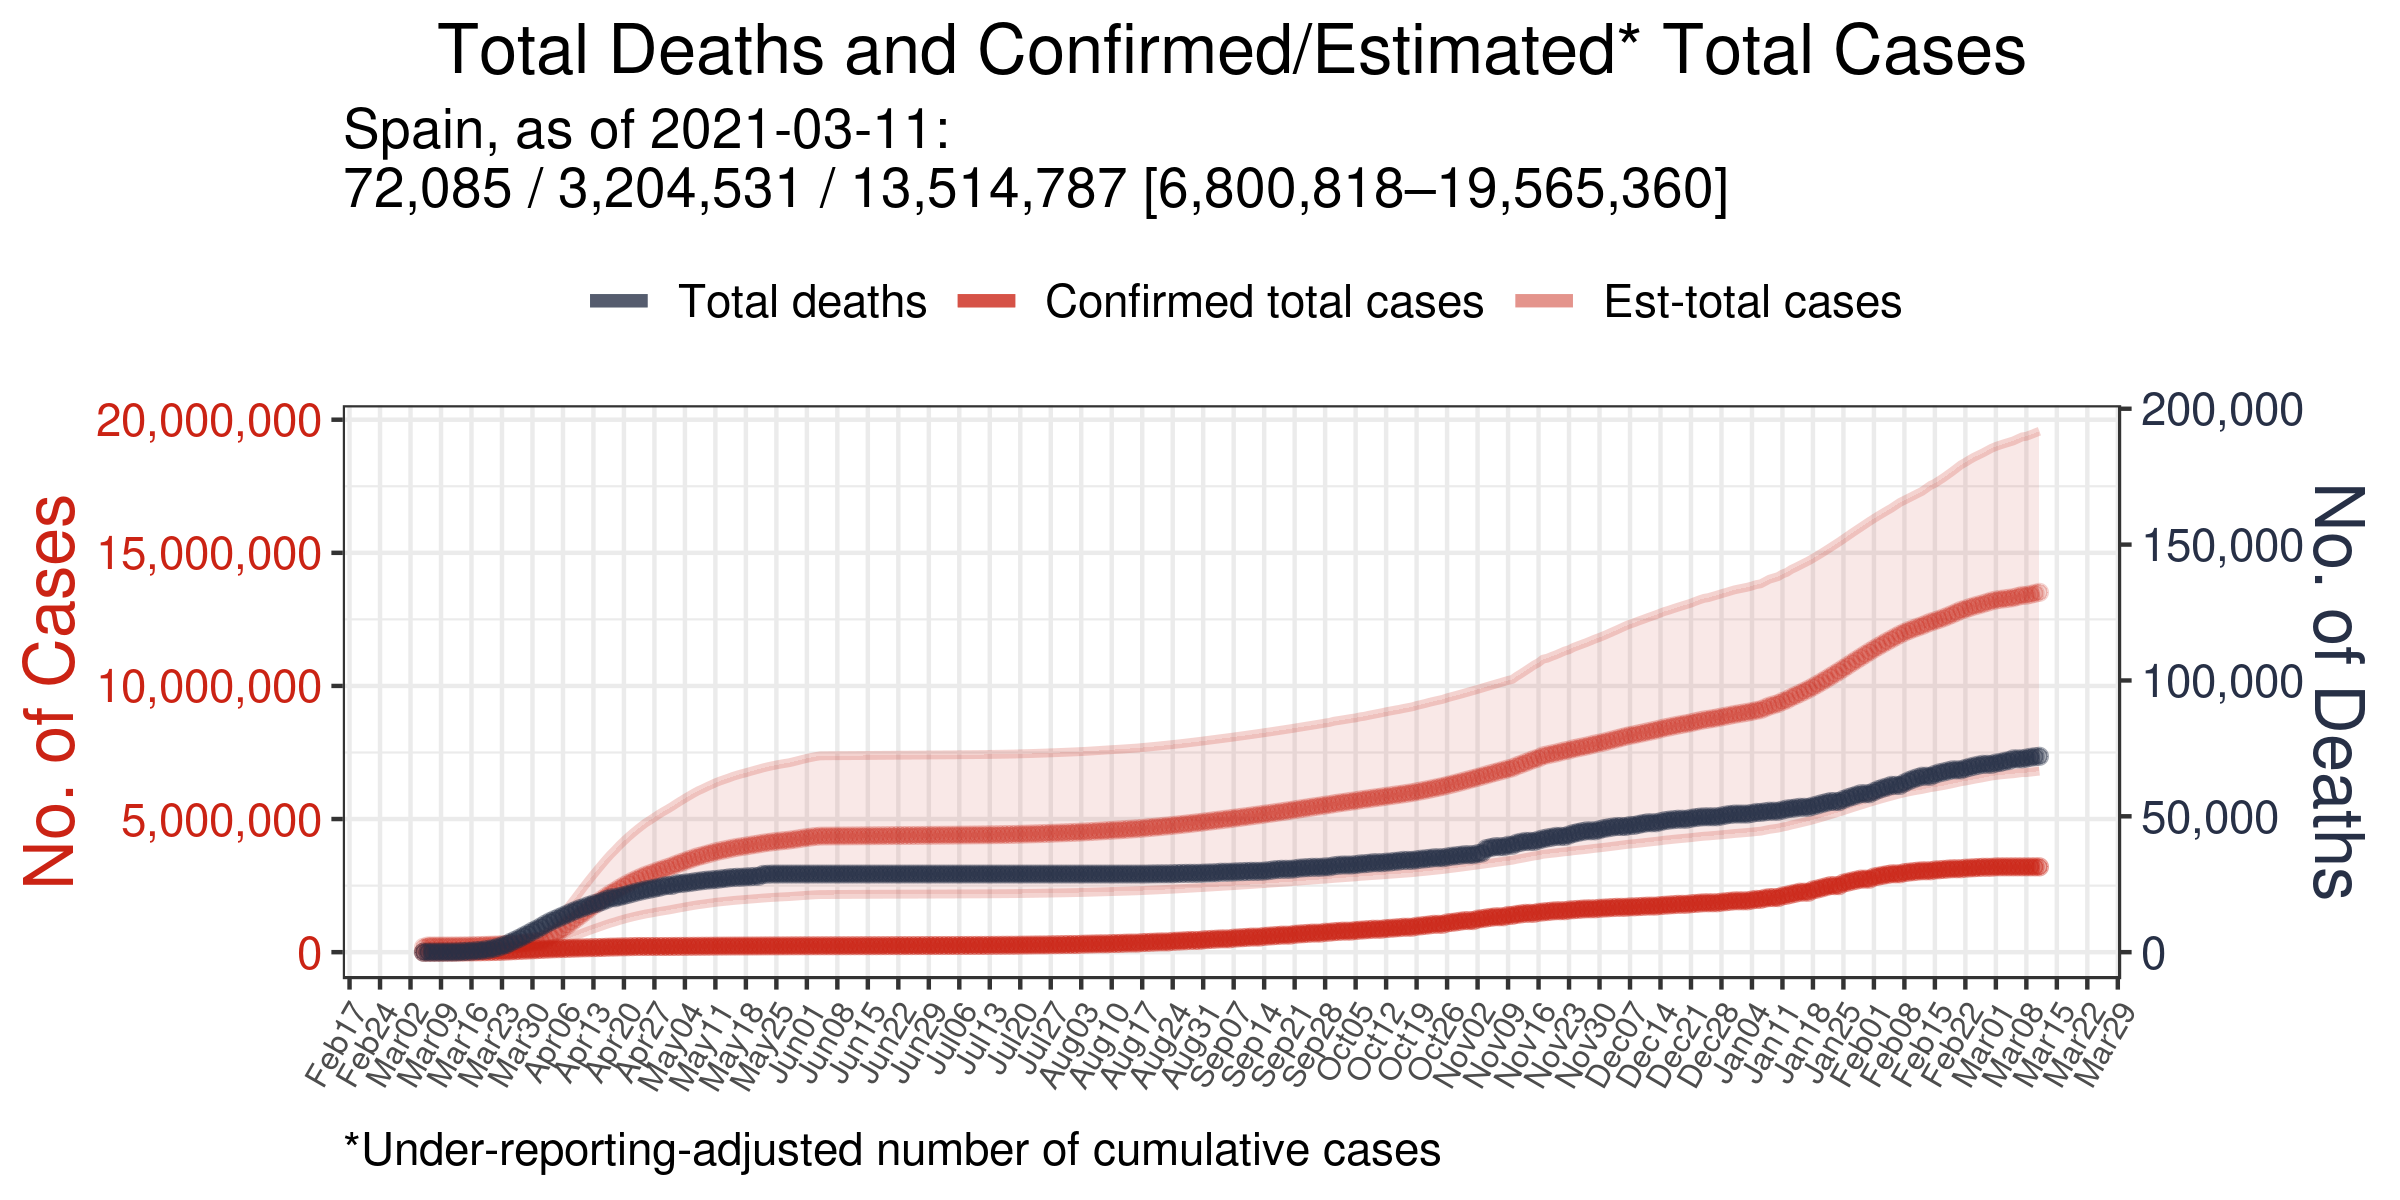 Total Deaths and Confirmed/Estimated* Total Cases
Spain, as of 2021-03-11:
72,085 / 3,204,531 / 13,514,787 [6,800,818–19,565,360]
Total deaths
Confirmed total cases
Est-total cases
No. of Cases
20,000,000
15,000,000
10,000,000
5,000,000
0
200,000
150,000
100,000
50,000
0
No. of Deaths
Feb17
Feb24
Mar02
Mar09
Mar16
Mar23
Mar30
Apr06
Apr13
Apr20
Apr27
May04
May11
May18
May25
Jun01
Jun08
Jun15
Jun22
Jun29
Jul06
Jul13
Jul20
Jul27
Aug03
Aug10
Aug17
Aug24
Aug31
Sep07
Sep14
Sep21
Sep28
Oct05
Oct12
Oct19
Oct26
Nov02
Nov09
Nov16
Nov23
Nov30
Dec07
Dec14
Dec21
Dec28
Jan04
Jan11
Jan18
Jan25
Feb01
Feb08
Feb15
Feb22
Mar01
Mar08
Mar15
Mar22
Mar29
*Under-reporting-adjusted number of cumulative cases